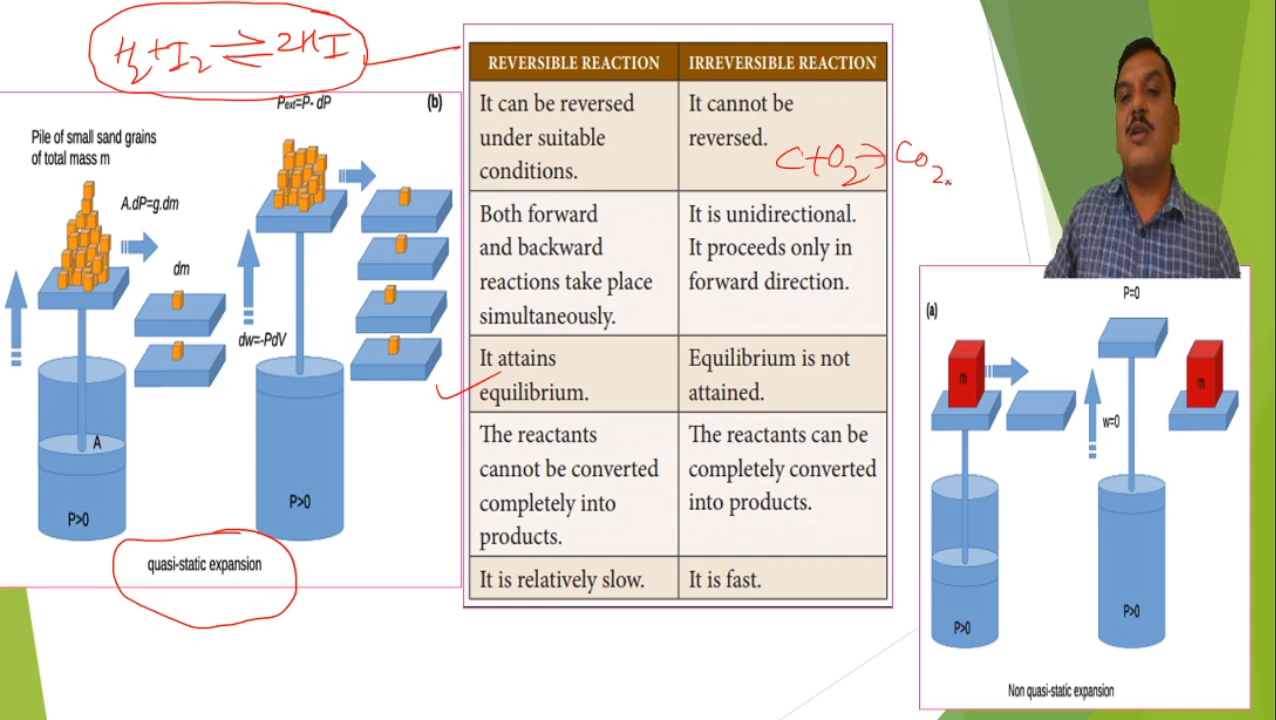 H2+I2 ⇌ 2HI
Pext=P- dP
(b)
Pile of small sand grains
of total mass m
A.dP=g.dm
dm
dw=-PdV
A
P>0
P>0
quasi-static expansion
REVERSIBLE REACTION
IRREVERSIBLE REACTION
It can be reversed
under suitable
conditions.
It cannot be
reversed.
C+O2→CO2
Both forward
and backward
reactions take place
simultaneously.
It is unidirectional.
It proceeds only in
forward direction.
It attains
equilibrium.
Equilibrium is not
attained.
The reactants
cannot be converted
completely into
products.
The reactants can be
completely converted
into products.
It is relatively slow.
It is fast.
(a)
P=0
m
m
w=0
P>0
P>0
Non quasi-static expansion